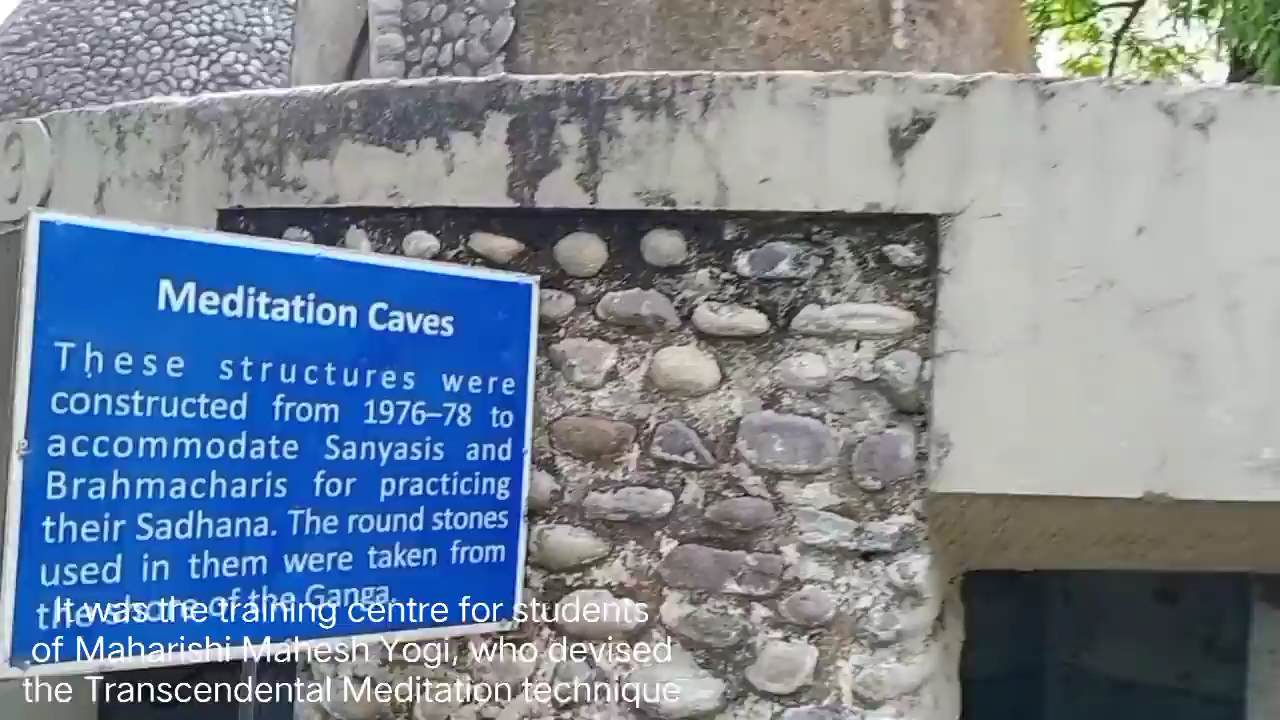 Meditation Caves
These structures were
constructed from 1976–78 to
accommodate Sanyasis and
Brahmacharis for practicing
their Sadhana. The round stones
used in them were taken from
the shore of the Ganga.
It was the training centre for students
of Maharishi Mahesh Yogi, who devised
the Transcendental Meditation technique